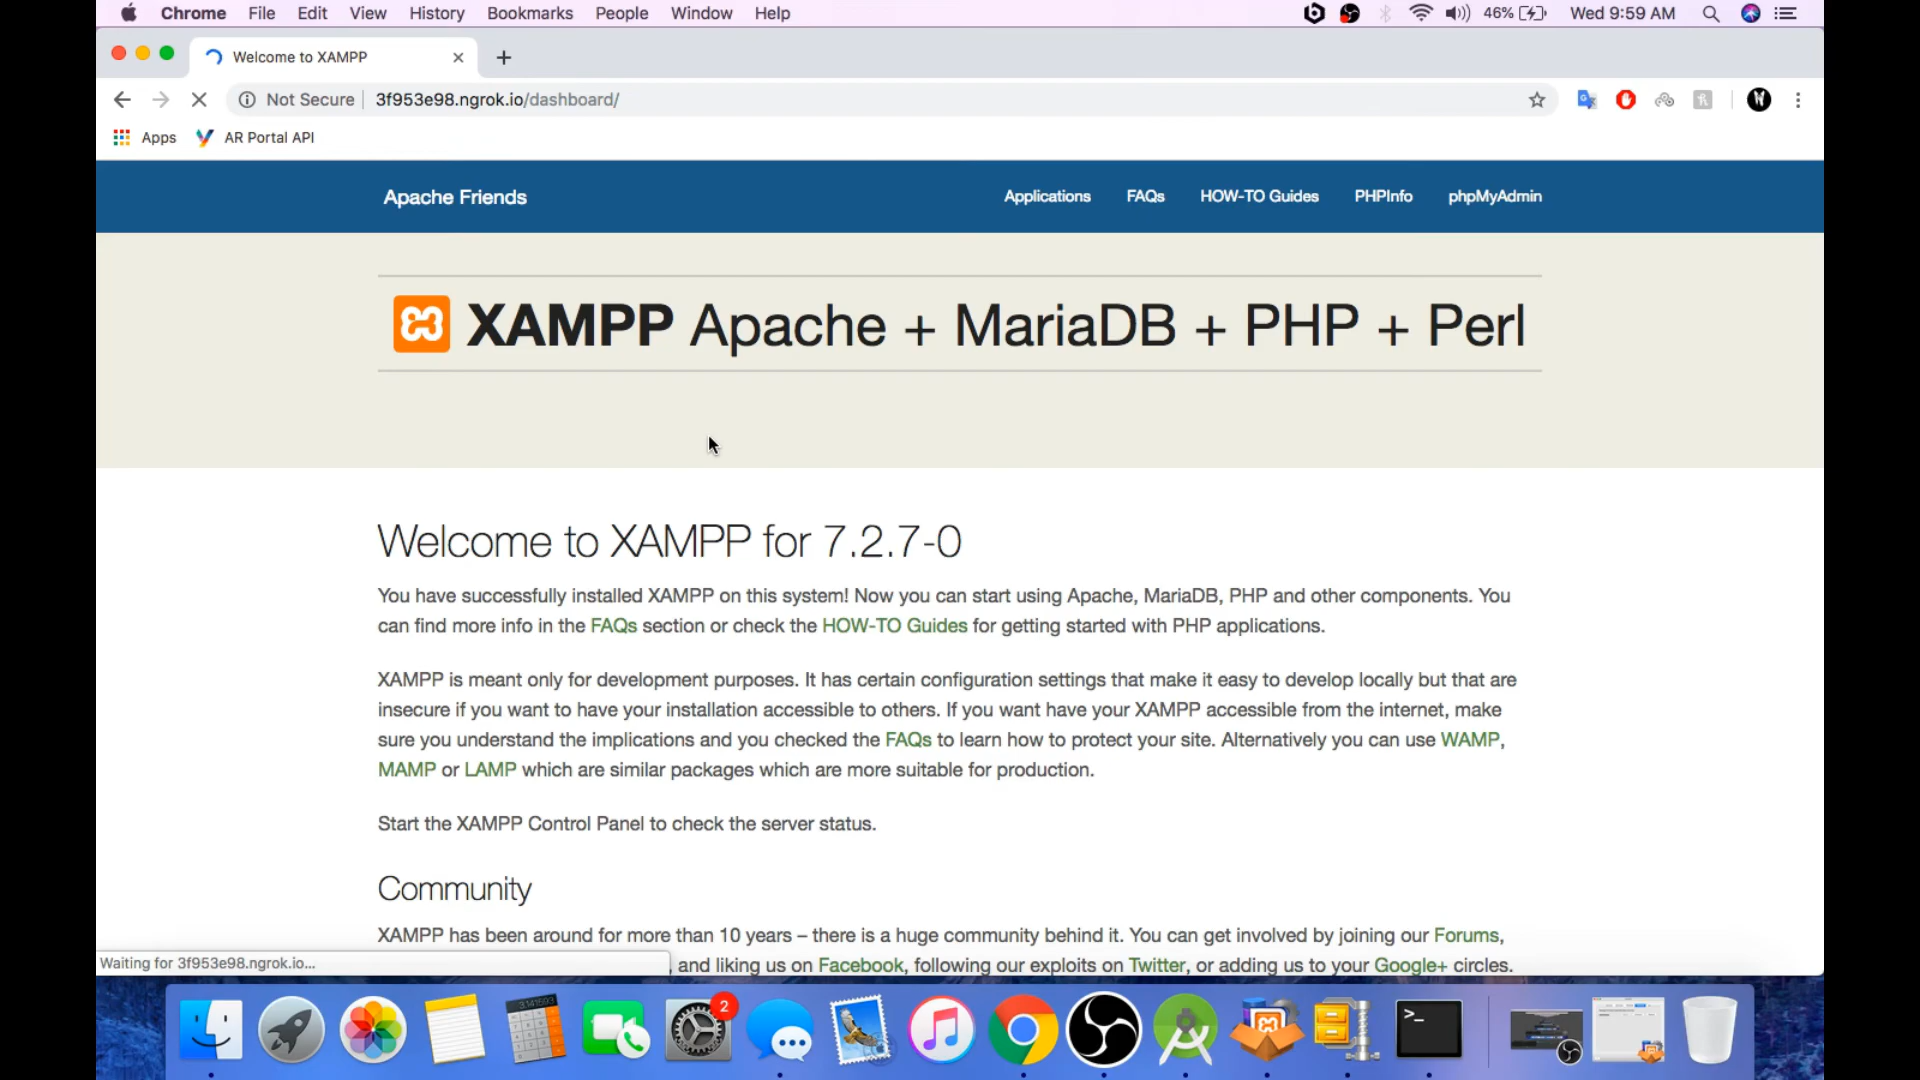 Chrome File Edit View History Bookmarks People Window Help 46% Wed 9:59 AM
Welcome to XAMPP
Not Secure 3f953e98.ngrok.io/dashboard/
Apps AR Portal API
Apache Friends Applications FAQs HOW-TO Guides PHPInfo phpMyAdmin
XAMPP Apache + MariaDB + PHP + Perl
Welcome to XAMPP for 7.2.7-0
You have successfully installed XAMPP on this system! Now you can start using Apache, MariaDB, PHP and other components. You
can find more info in the FAQs section or check the HOW-TO Guides for getting started with PHP applications.
XAMPP is meant only for development purposes. It has certain configuration settings that make it easy to develop locally but that are
insecure if you want to have your installation accessible to others. If you want have your XAMPP accessible from the internet, make
sure you understand the implications and you checked the FAQs to learn how to protect your site. Alternatively you can use WAMP,
MAMP or LAMP which are similar packages which are more suitable for production.
Start the XAMPP Control Panel to check the server status.
Community
XAMPP has been around for more than 10 years – there is a huge community behind it. You can get involved by joining our Forums,
Waiting for 3f953e98.ngrok.io...
, and liking us on Facebook, following our exploits on Twitter, or adding us to your Google+ circles.
3.141593
2
>_